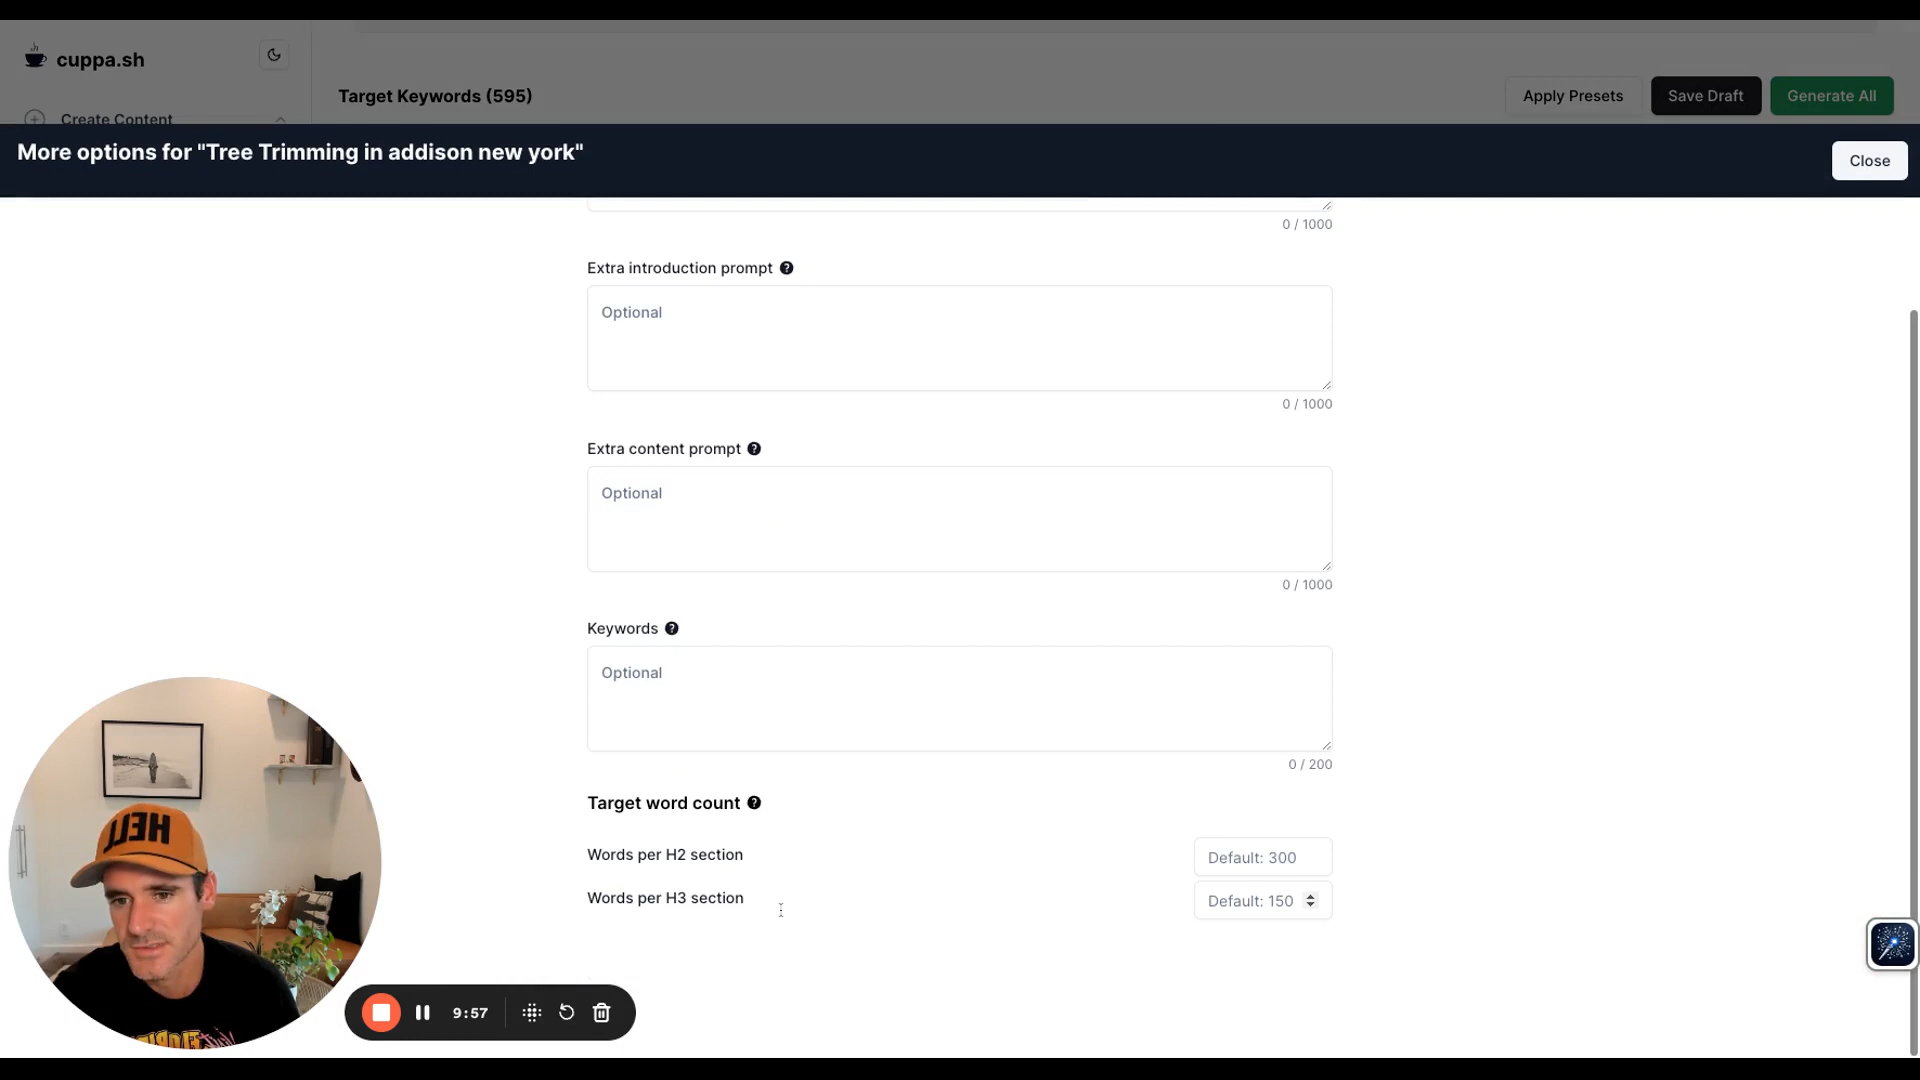 cuppa.sh
Target Keywords (595)
Apply Presets
Save Draft
Generate All
Create Content
More options for "Tree Trimming in addison new york"
Close
0 / 1000
Extra introduction prompt
Optional
0 / 1000
Extra content prompt
Optional
0 / 1000
Keywords
Optional
0 / 200
Target word count
Words per H2 section
Default: 300
Words per H3 section
Default: 150
HELL
9:57